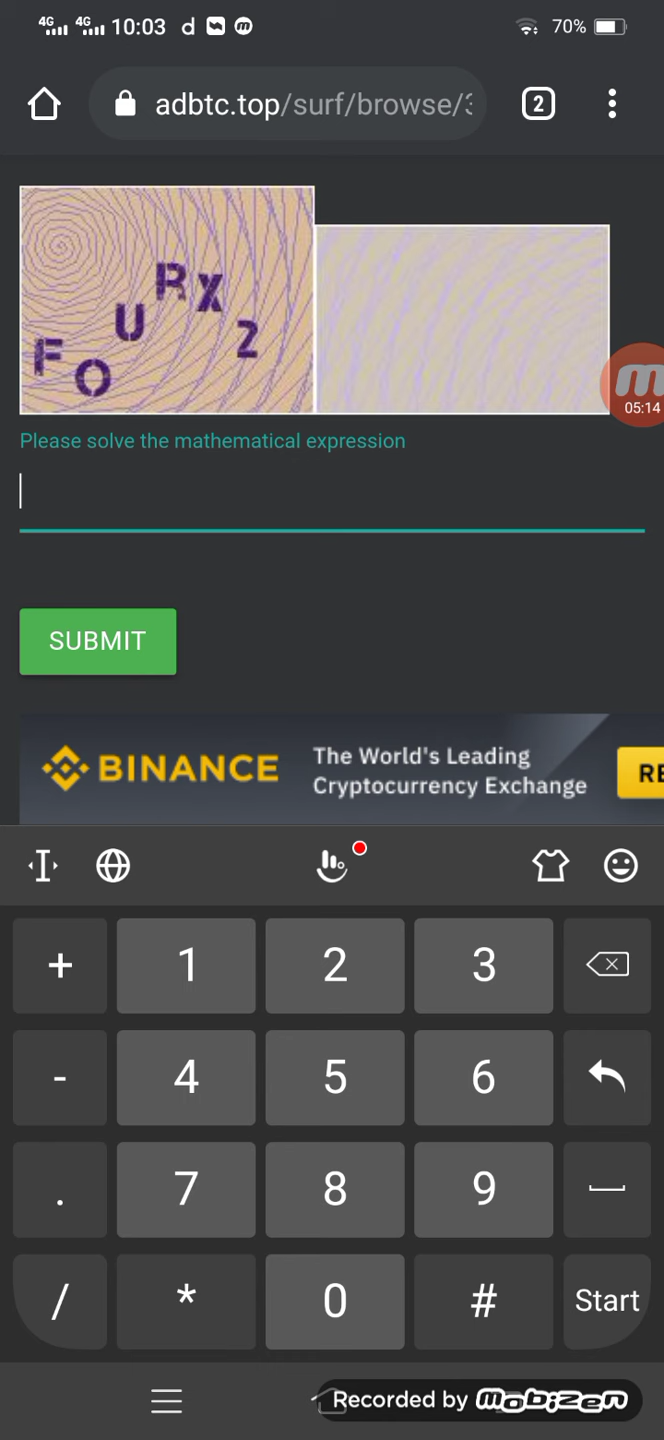 4G 4G 10:03 d m 70%
adbtc.top/surf/browse/3
2
FOURX2
m
05:14
Please solve the mathematical expression
SUBMIT
BINANCE
The World's Leading
Cryptocurrency Exchange
RE
+ 1 2 3
- 4 5 6
. 7 8 9
/ * 0 # Start
Recorded by mobizen